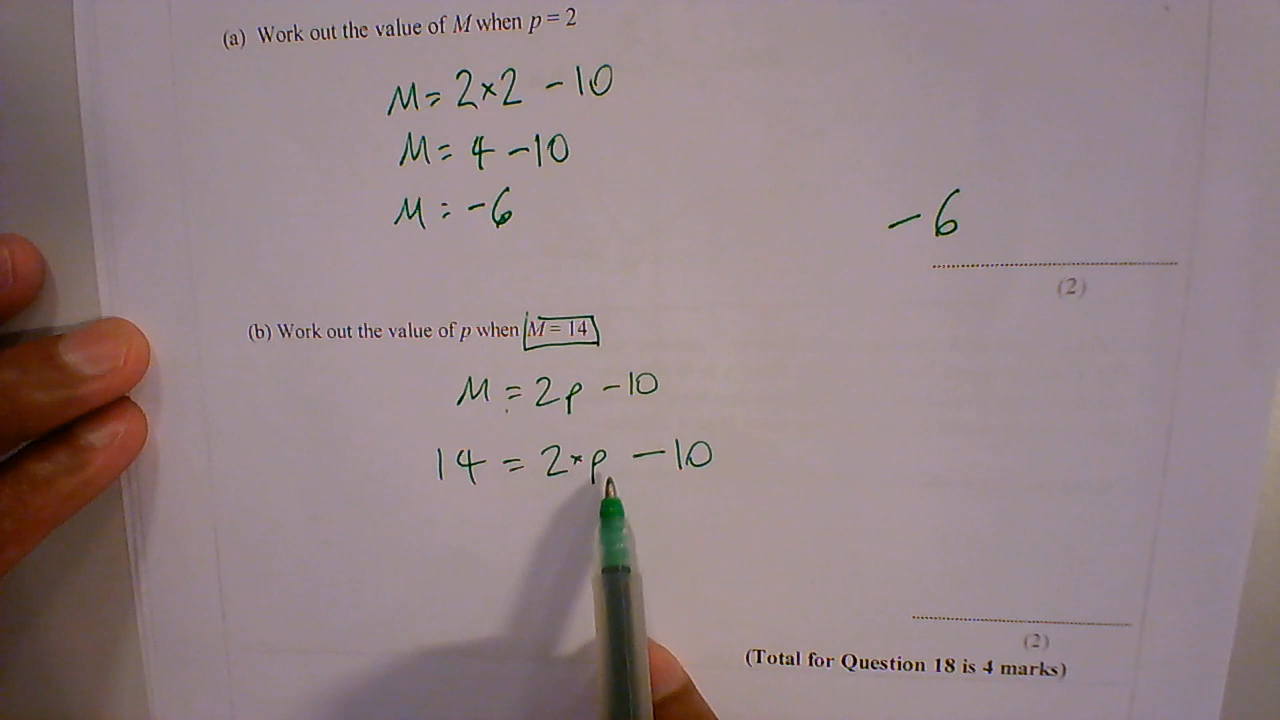 (a) Work out the value of M when p = 2
M = 2 × 2 - 10
M = 4 - 10
M = -6
-6
(2)
(b) Work out the value of p when M = 14
M = 2p - 10
14 = 2 × p - 10
(2)
(Total for Question 18 is 4 marks)